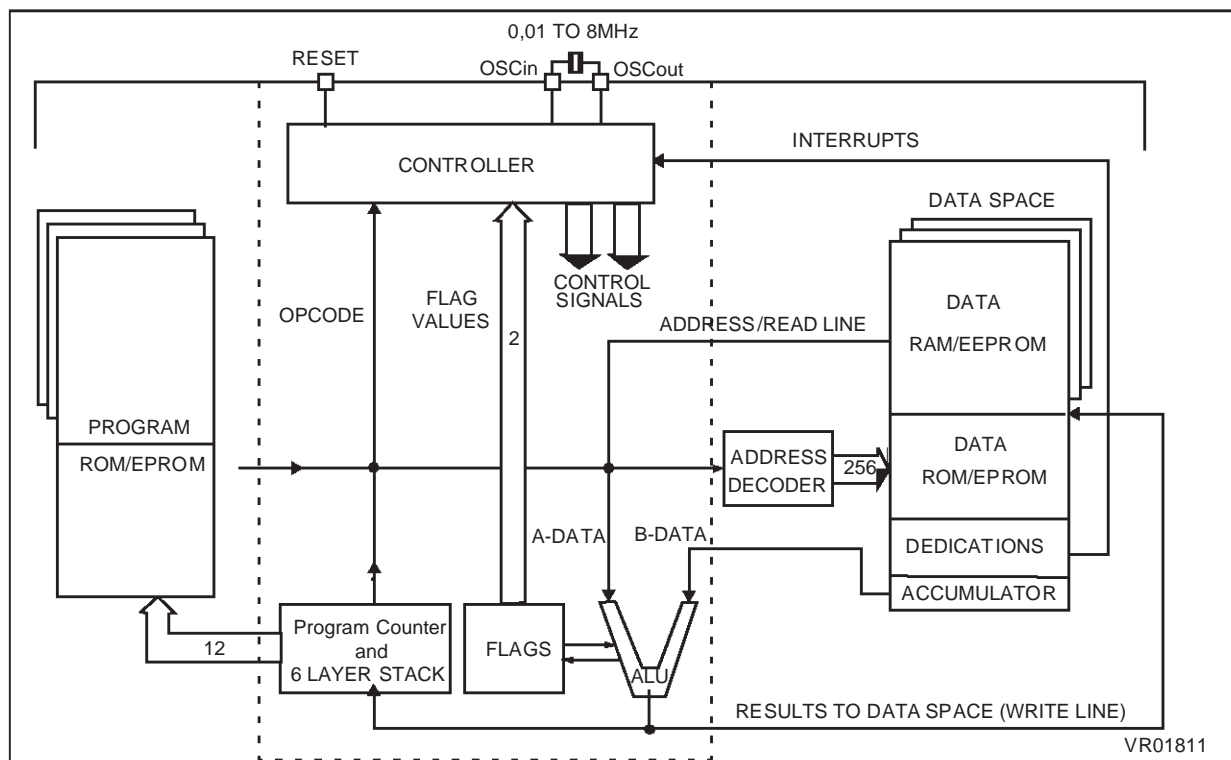 0,01 TO 8MHz
RESET
OSCin
OSCout
INTERRUPTS
CONTROLLER
DATA SPACE
CONTROL
SIGNALS
FLAG
VALUES
OPCODE
2
DATA
RAM/EEPROM
ADDRESS/READ LINE
PROGRAM
ROM/EPROM
ADDRESS
DECODER
256
DATA
ROM/EPROM
A-DATA
B-DATA
DEDICATIONS
ACCUMULATOR
12
Program Counter
and
6 LAYER STACK
FLAGS
ALU
RESULTS TO DATA SPACE (WRITE LINE)
VR01811